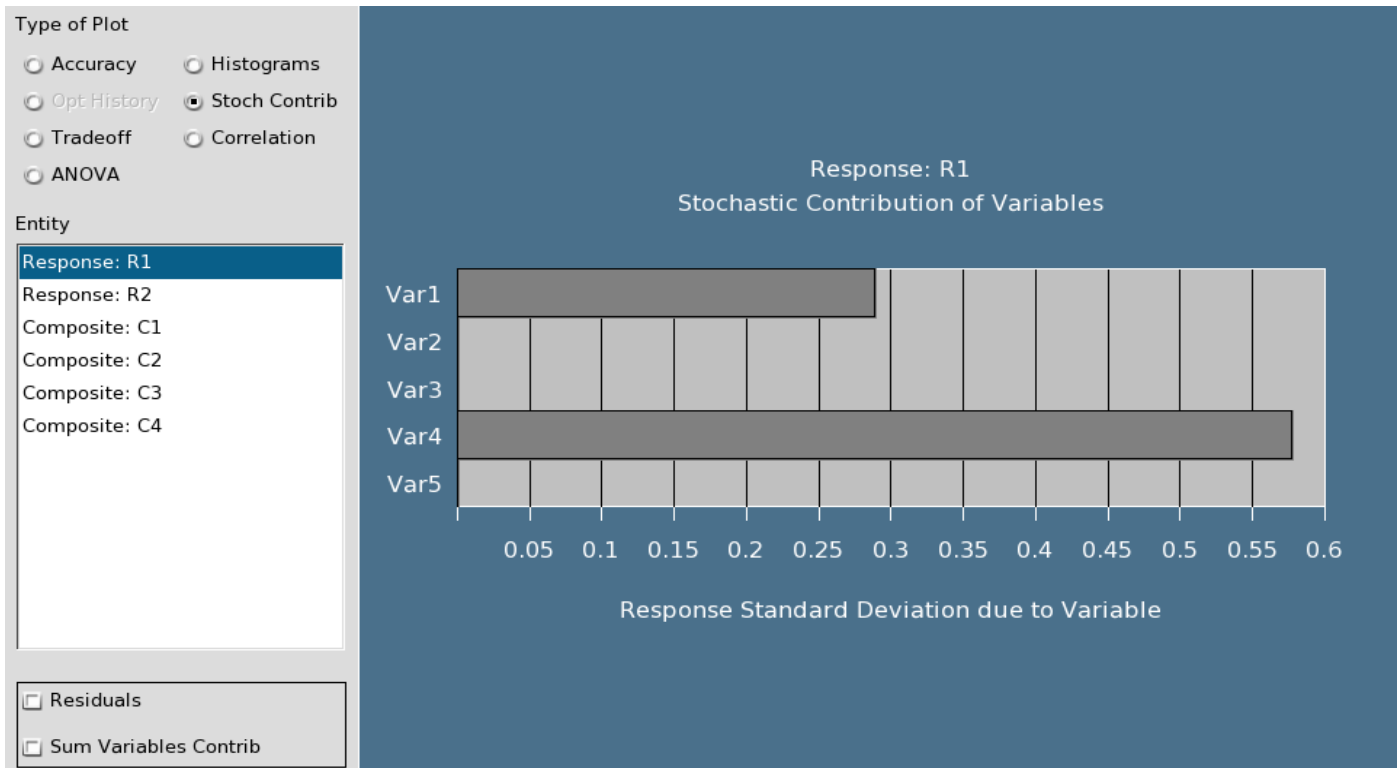 Type of Plot
Accuracy
Histograms
Opt History
Stoch Contrib
Tradeoff
Correlation
ANOVA
Entity
Response: R1
Response: R2
Composite: C1
Composite: C2
Composite: C3
Composite: C4
Residuals
Sum Variables Contrib
Response: R1
Stochastic Contribution of Variables
Var1
Var2
Var3
Var4
Var5
0.05 0.1 0.15 0.2 0.25 0.3 0.35 0.4 0.45 0.5 0.55 0.6
Response Standard Deviation due to Variable